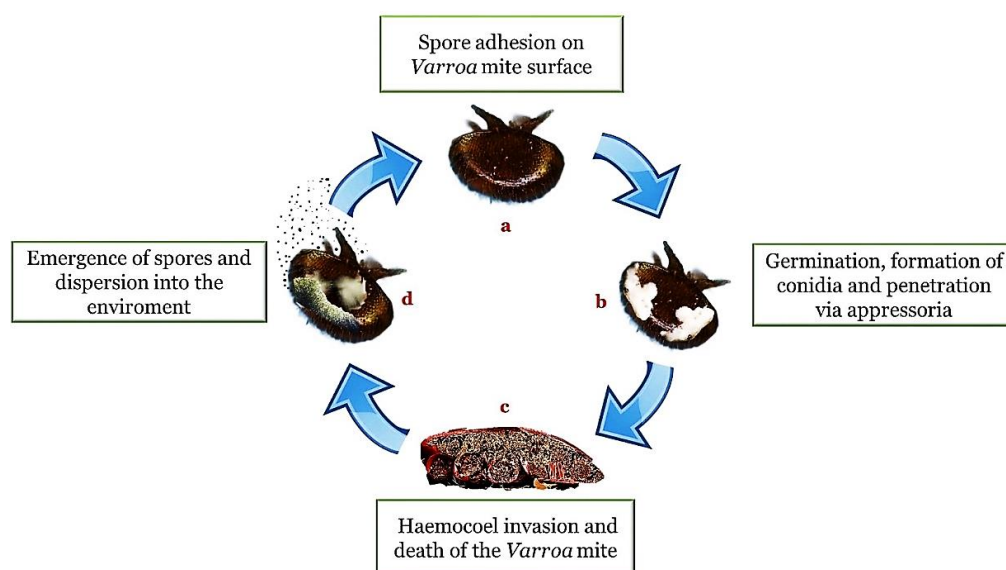 Spore adhesion on
Varroa mite surface
a
Germination, formation of
conidia and penetration
via appressoria
b
c
Haemocoel invasion and
death of the Varroa mite
Emergence of spores and
dispersion into the
enviroment
d